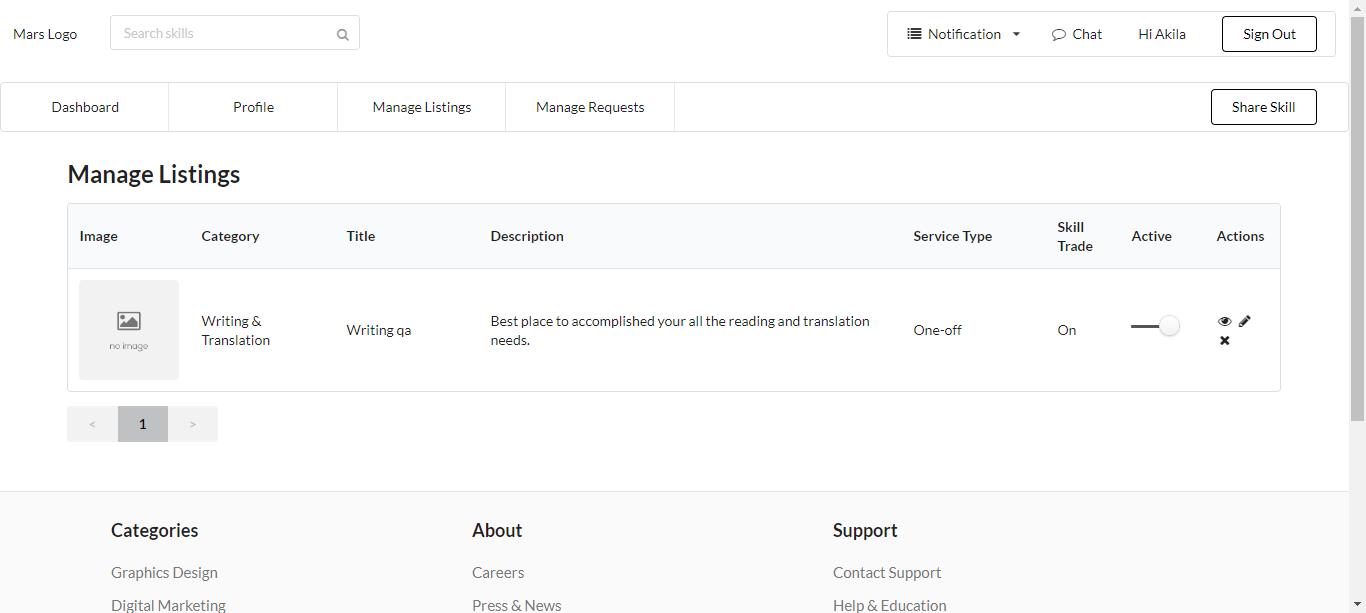 Mars Logo
Search skills
Notification
Chat
Hi Akila
Sign Out
Dashboard
Profile
Manage Listings
Manage Requests
Share Skill
Manage Listings
Image
Category
Title
Description
Service Type
Skill
Trade
Active
Actions
no image
Writing &
Translation
Writing qa
Best place to accomplished your all the reading and translation
needs.
One-off
On
<
1
>
Categories
About
Support
Graphics Design
Careers
Contact Support
Digital Marketing
Press & News
Help & Education